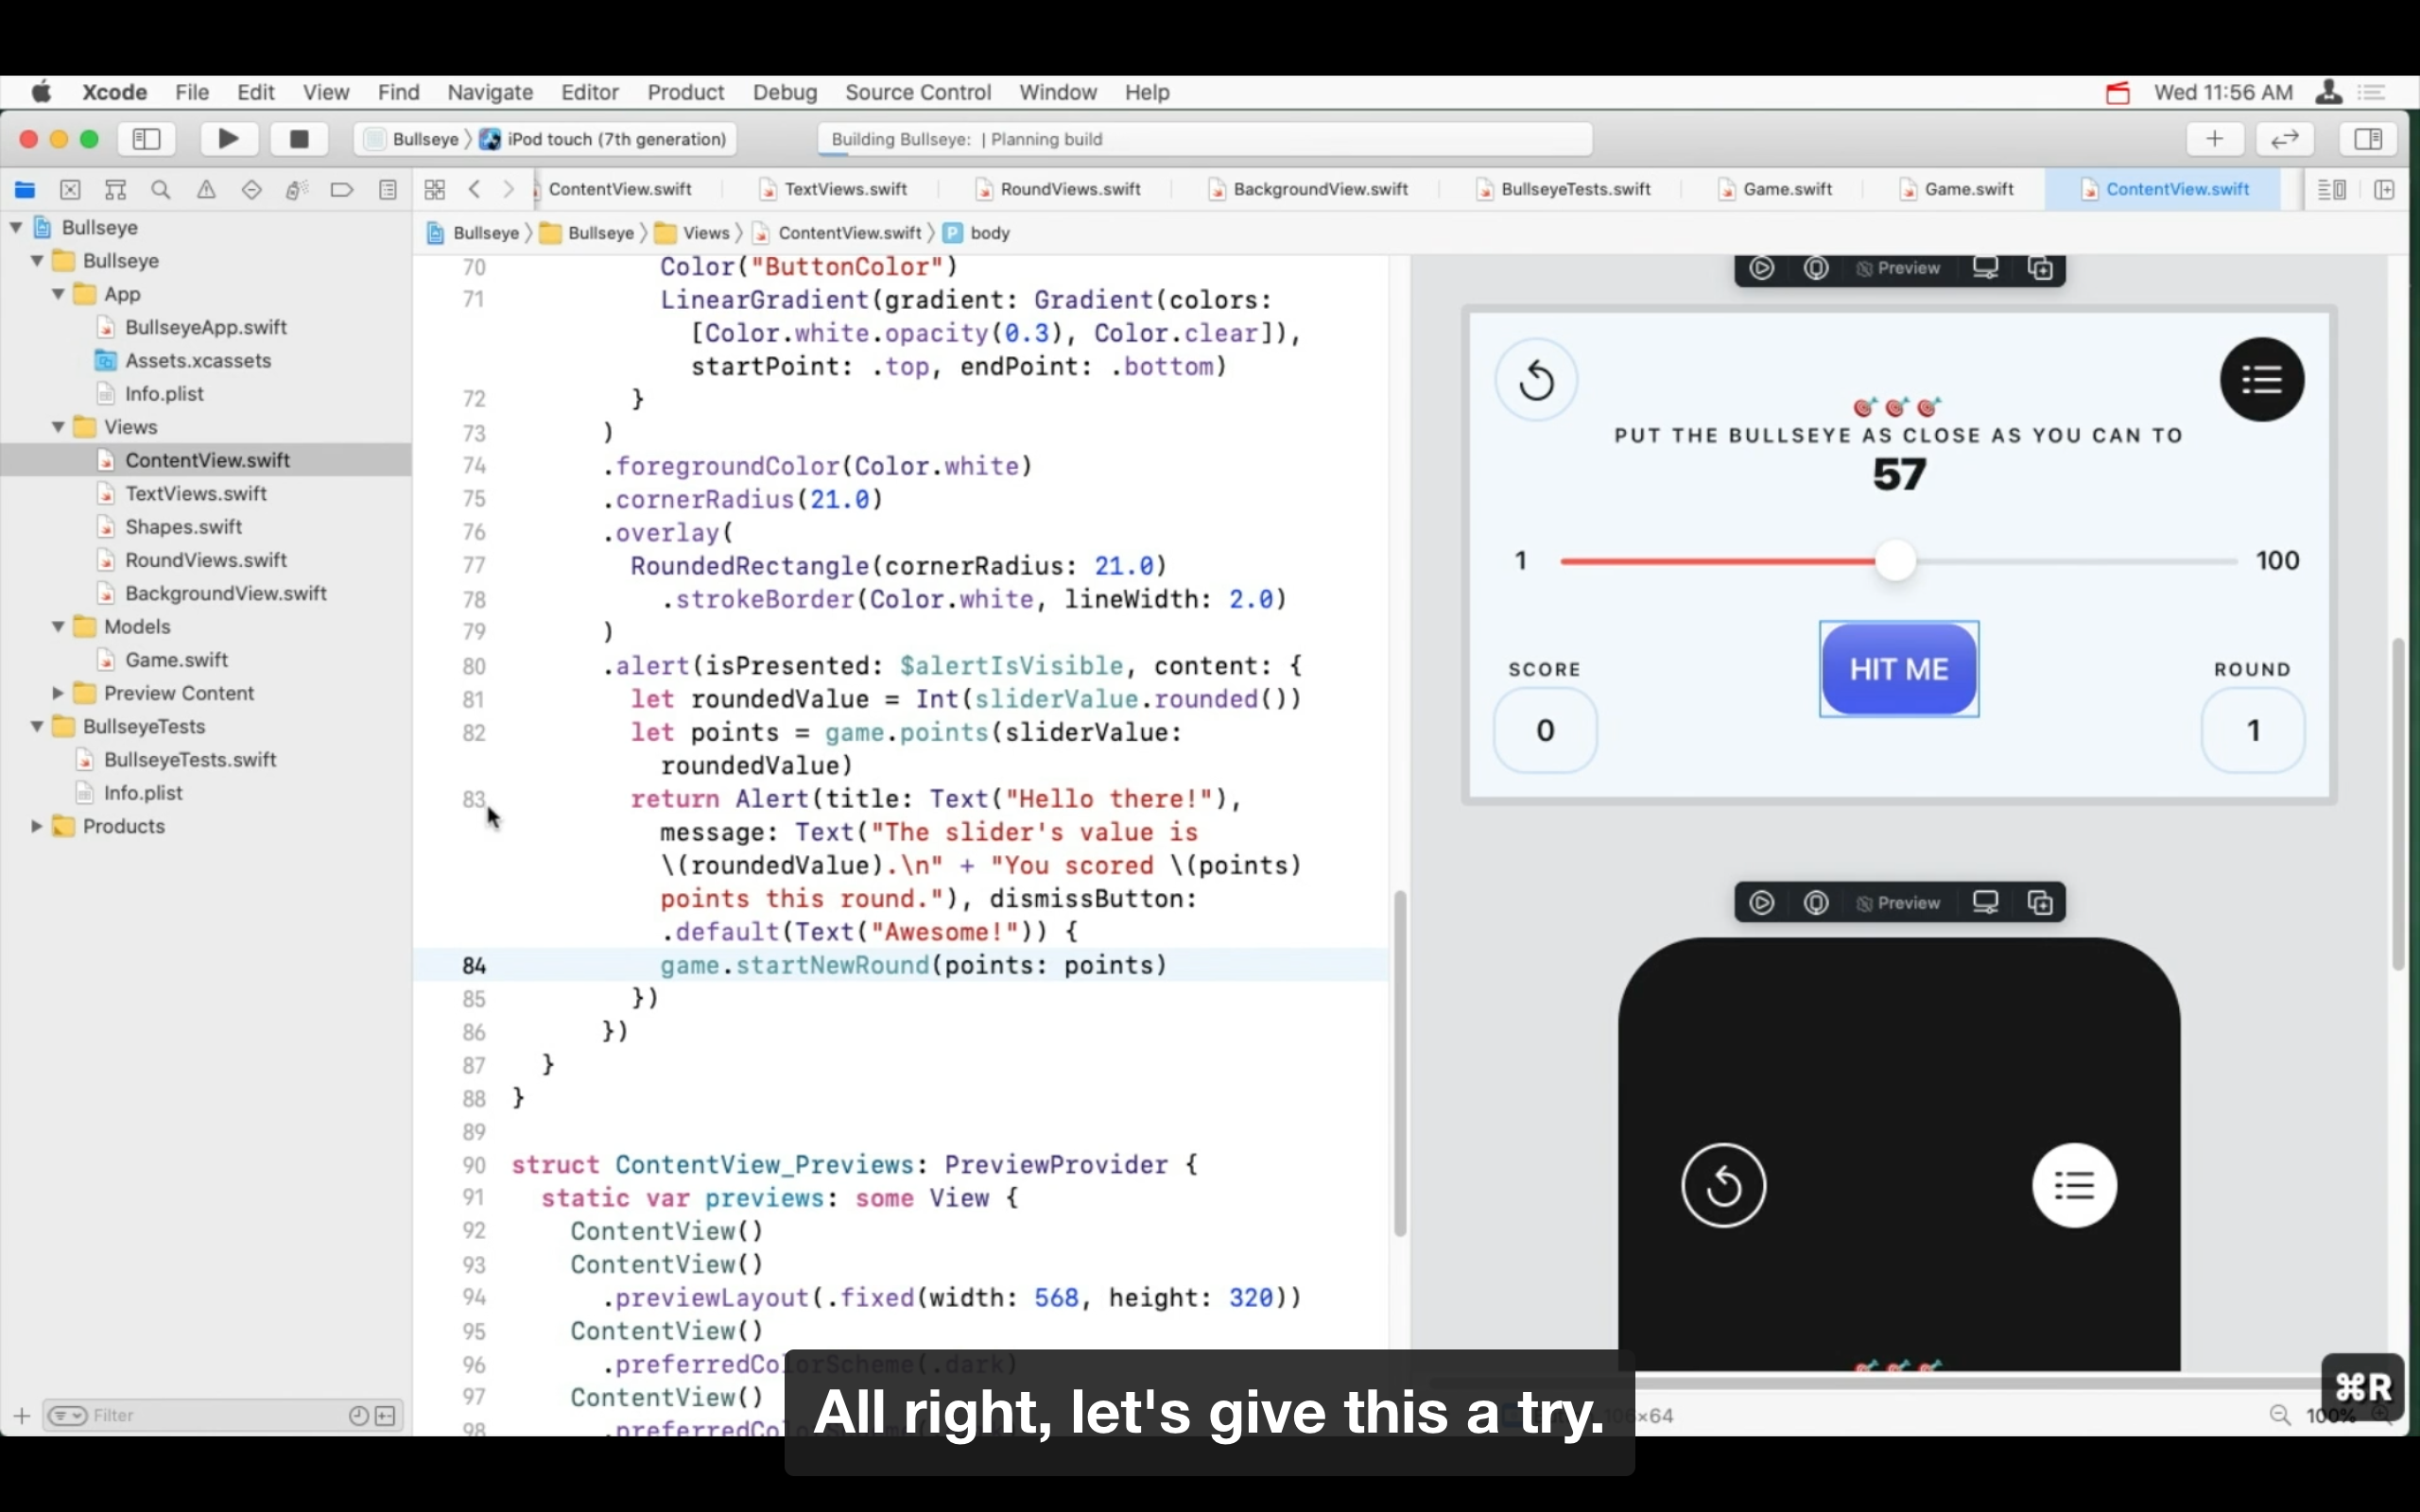 Xcode File Edit View Find Navigate Editor Product Debug Source Control Window Help Wed 11:56 AM
Bullseye iPod touch (7th generation) Building Bullseye: | Planning build
ContentView.swift TextViews.swift RoundViews.swift BackgroundView.swift BullseyeTests.swift Game.swift Game.swift ContentView.swift
Bullseye Bullseye Views ContentView.swift P body
Bullseye
Bullseye
App
BullseyeApp.swift
Assets.xcassets
Info.plist
Views
ContentView.swift
TextViews.swift
Shapes.swift
RoundViews.swift
BackgroundView.swift
Models
Game.swift
Preview Content
BullseyeTests
BullseyeTests.swift
Info.plist
Products
Filter
70 Color("ButtonColor")
71 LinearGradient(gradient: Gradient(colors:
[Color.white.opacity(0.3), Color.clear]),
startPoint: .top, endPoint: .bottom)
72 }
73 )
74 .foregroundColor(Color.white)
75 .cornerRadius(21.0)
76 .overlay(
77 RoundedRectangle(cornerRadius: 21.0)
78 .strokeBorder(Color.white, lineWidth: 2.0)
79 )
80 .alert(isPresented: $alertIsVisible, content: {
81 let roundedValue = Int(sliderValue.rounded())
82 let points = game.points(sliderValue:
roundedValue)
83 return Alert(title: Text("Hello there!"),
message: Text("The slider's value is
\(roundedValue).\n" + "You scored \(points)
points this round."), dismissButton:
.default(Text("Awesome!")) {
84 game.startNewRound(points: points)
85 })
86 })
87 }
88 }
89
90 struct ContentView_Previews: PreviewProvider {
91 static var previews: some View {
92 ContentView()
93 ContentView()
94 .previewLayout(.fixed(width: 568, height: 320))
95 ContentView()
96 .preferredColorScheme(.dark)
97 ContentView()
98
Preview
PUT THE BULLSEYE AS CLOSE AS YOU CAN TO
57
1 100
HIT ME
SCORE
0
ROUND
1
Preview
All right, let's give this a try.
⌘R
100%